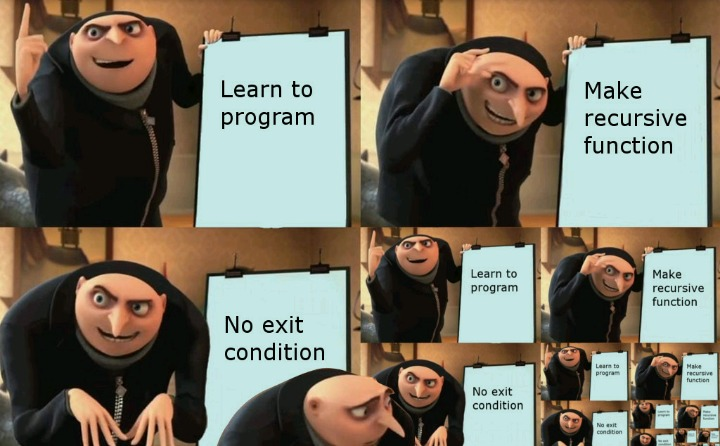 Learn to
program
Make
recursive
function
No exit
condition
Learn to
program
Make
recursive
function
No exit
condition
Learn to
program
Make
recursive
function
No exit
condition